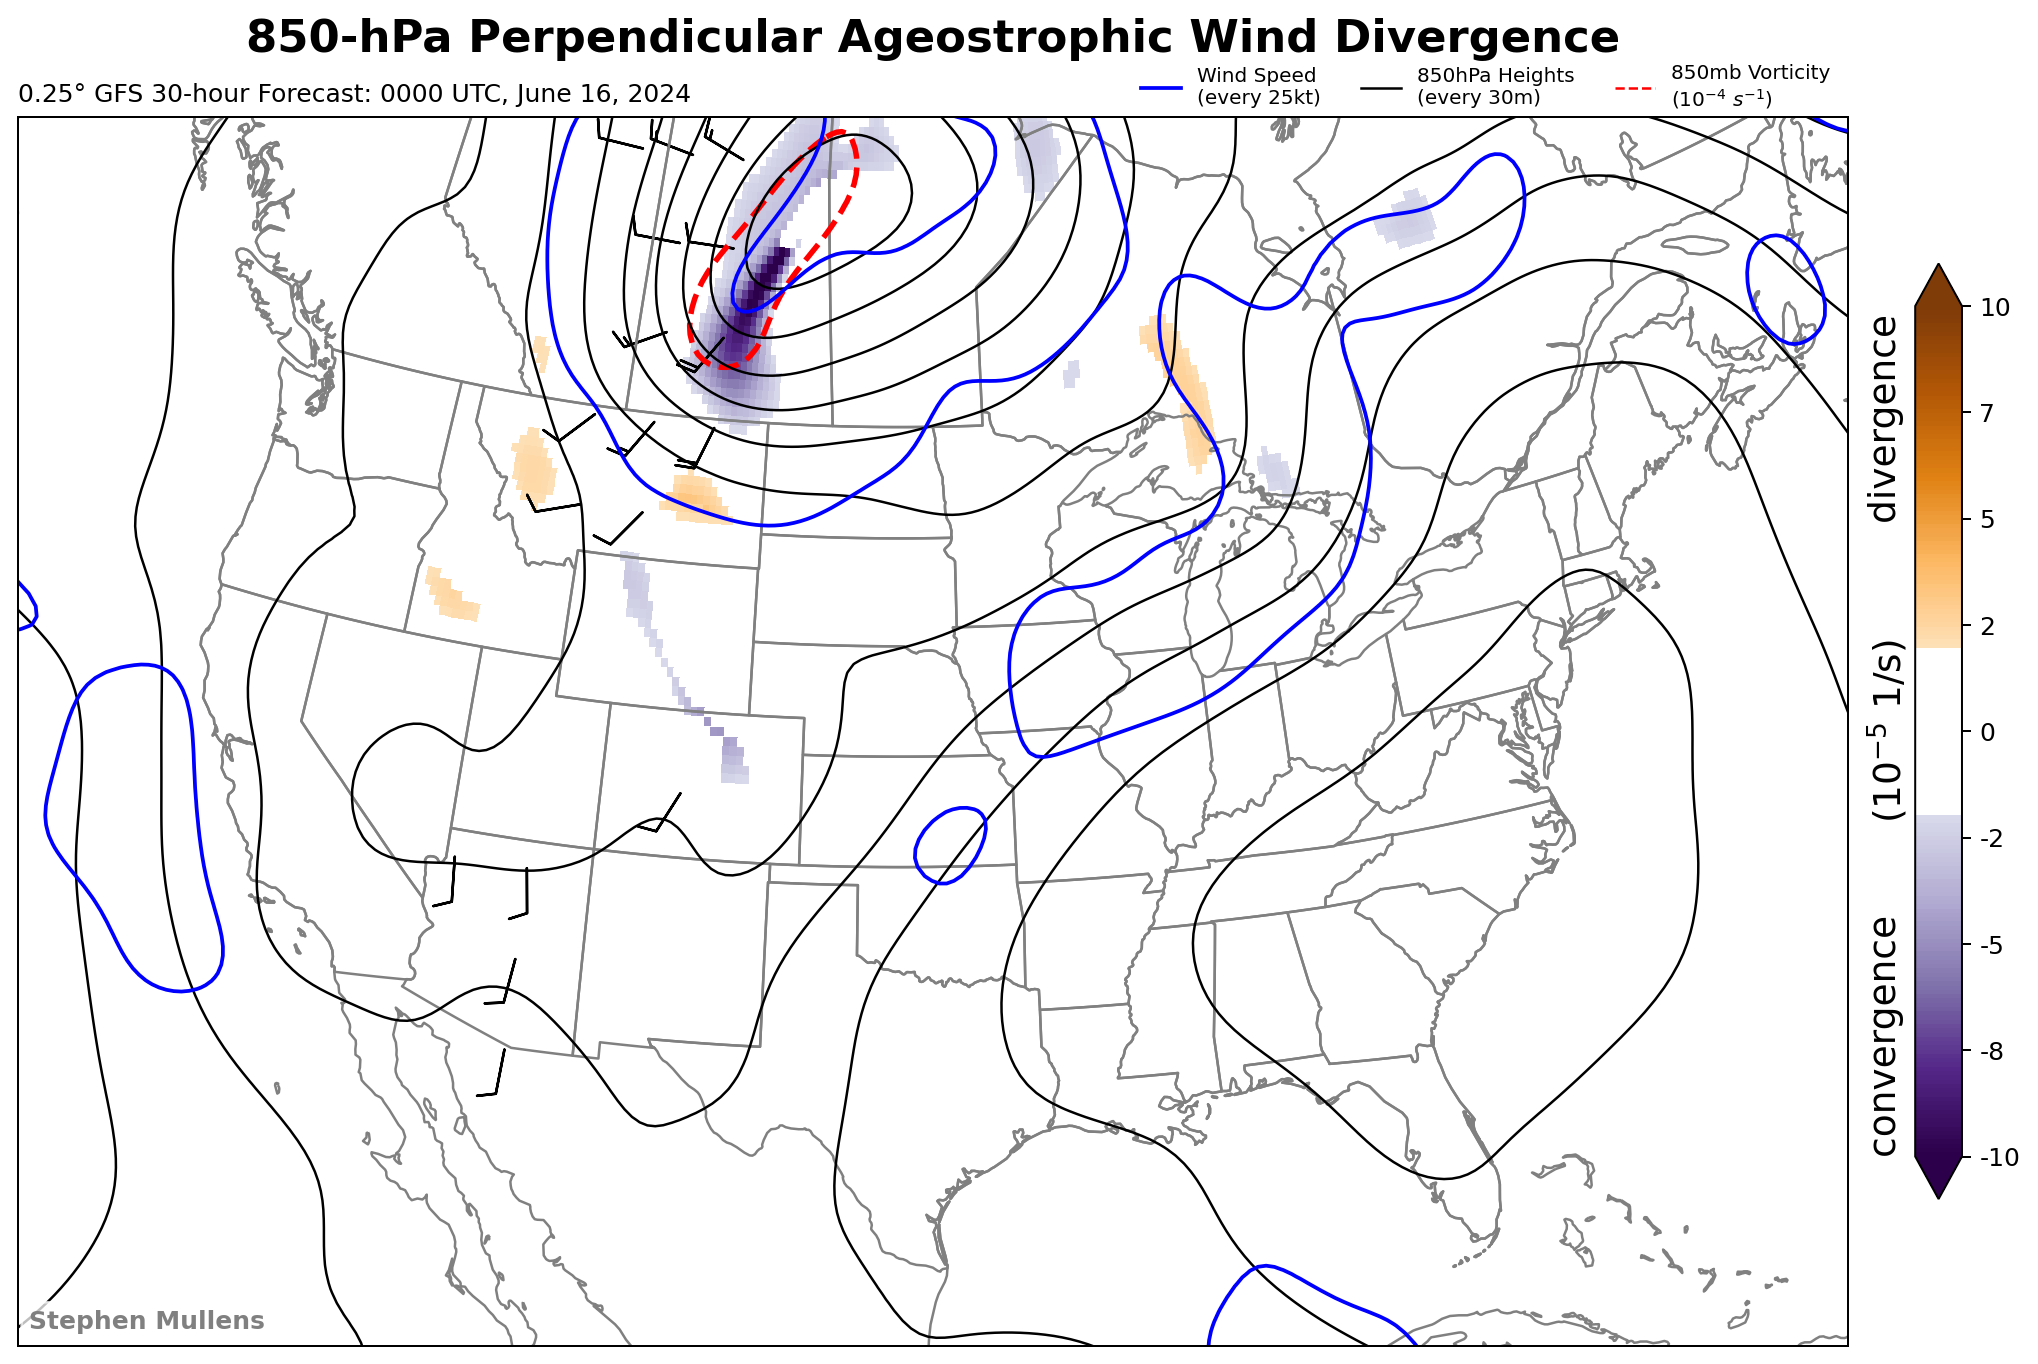 850-hPa Perpendicular Ageostrophic Wind Divergence
0.25° GFS 30-hour Forecast: 0000 UTC, June 16, 2024
Wind Speed
(every 25kt)
850hPa Heights
(every 30m)
850mb Vorticity
(10⁻⁴ s⁻¹)
10
7
5
2
0
-2
-5
-8
-10
convergence (10⁻⁵ 1/s) divergence
Stephen Mullens